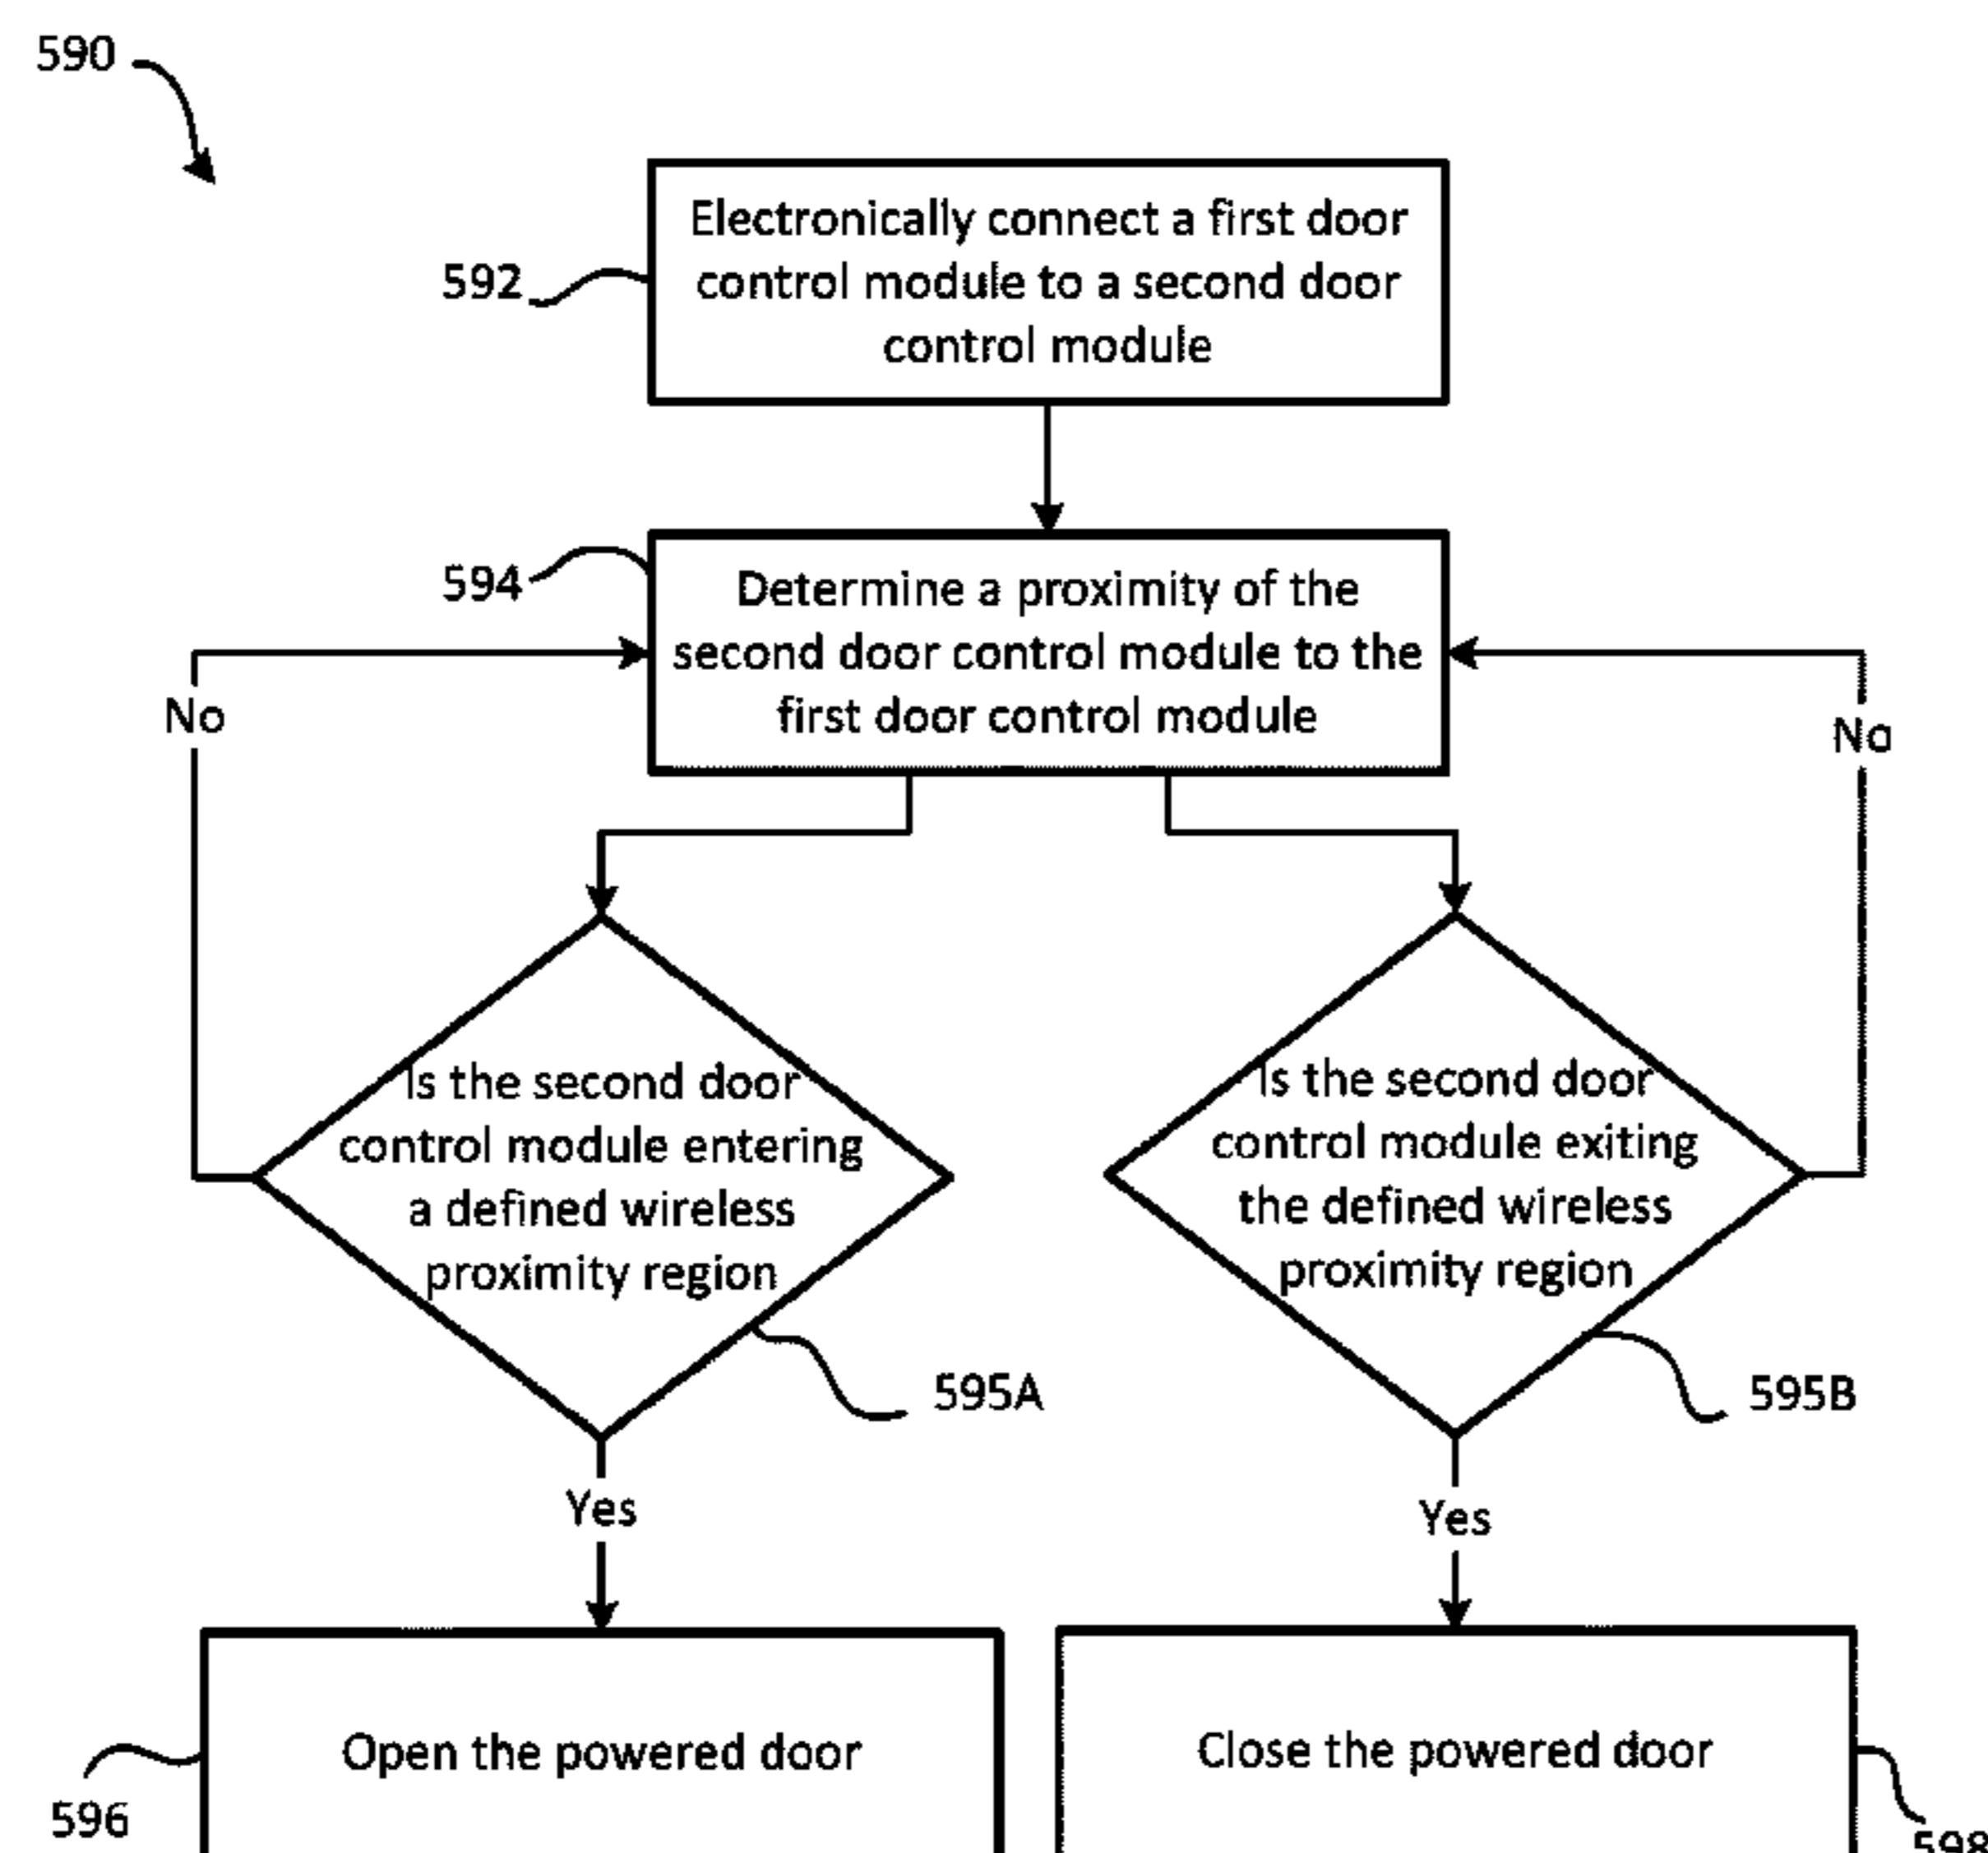 590
Electronically connect a first door
control module to a second door
control module
592
594
Determine a proximity of the
second door control module to the
first door control module
No
No
Is the second door
control module entering
a defined wireless
proximity region
Is the second door
control module exiting
the defined wireless
proximity region
595A
595B
Yes
Yes
Open the powered door
Close the powered door
596
598